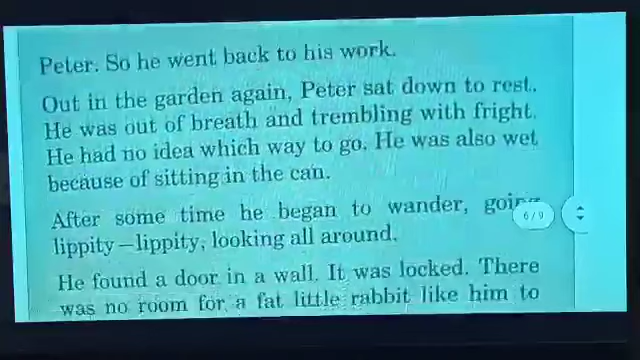 Peter. So he went back to his work.
Out in the garden again, Peter sat down to rest.
He was out of breath and trembling with fright.
He had no idea which way to go. He was also wet
because of sitting in the can.
After some time he began to wander, going
lippity—lippity, looking all around.
6/9
He found a door in a wall. It was locked. There
was no room for a fat little rabbit like him to